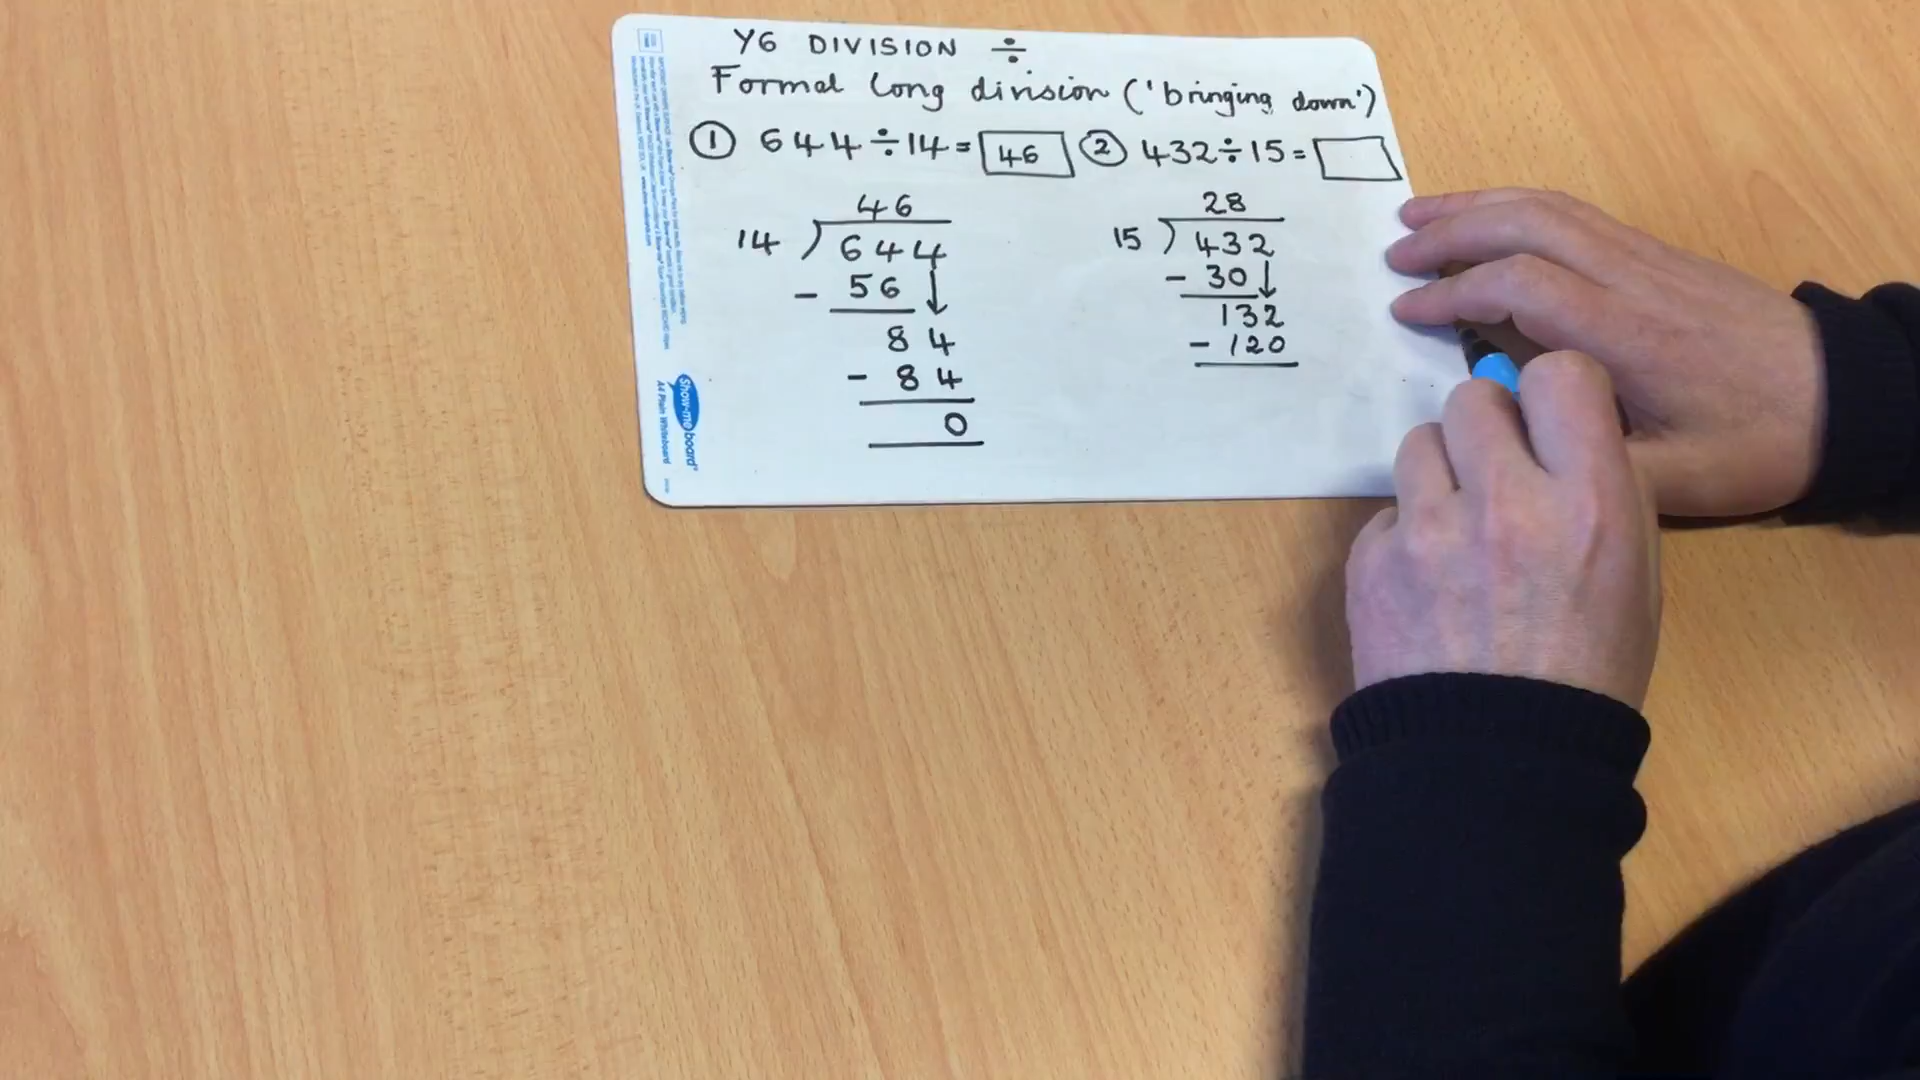 Y6 DIVISION ÷
Formal long division ('bringing down')
① 644÷14= 46 ② 432÷15=
46
14 ) 644
- 56 ↓
84
- 84
0
28
15 ) 432
- 30 ↓
132
- 120
Show-me board
A4 Plain Whiteboard